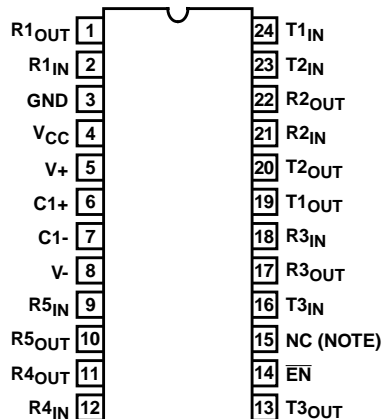 R1OUT 1 24 T1IN
R1IN 2 23 T2IN
GND 3 22 R2OUT
VCC 4 21 R2IN
V+ 5 20 T2OUT
C1+ 6 19 T1OUT
C1- 7 18 R3IN
V- 8 17 R3OUT
R5IN 9 16 T3IN
R5OUT 10 15 NC (NOTE)
R4OUT 11 14 E̅N̅
R4IN 12 13 T3OUT